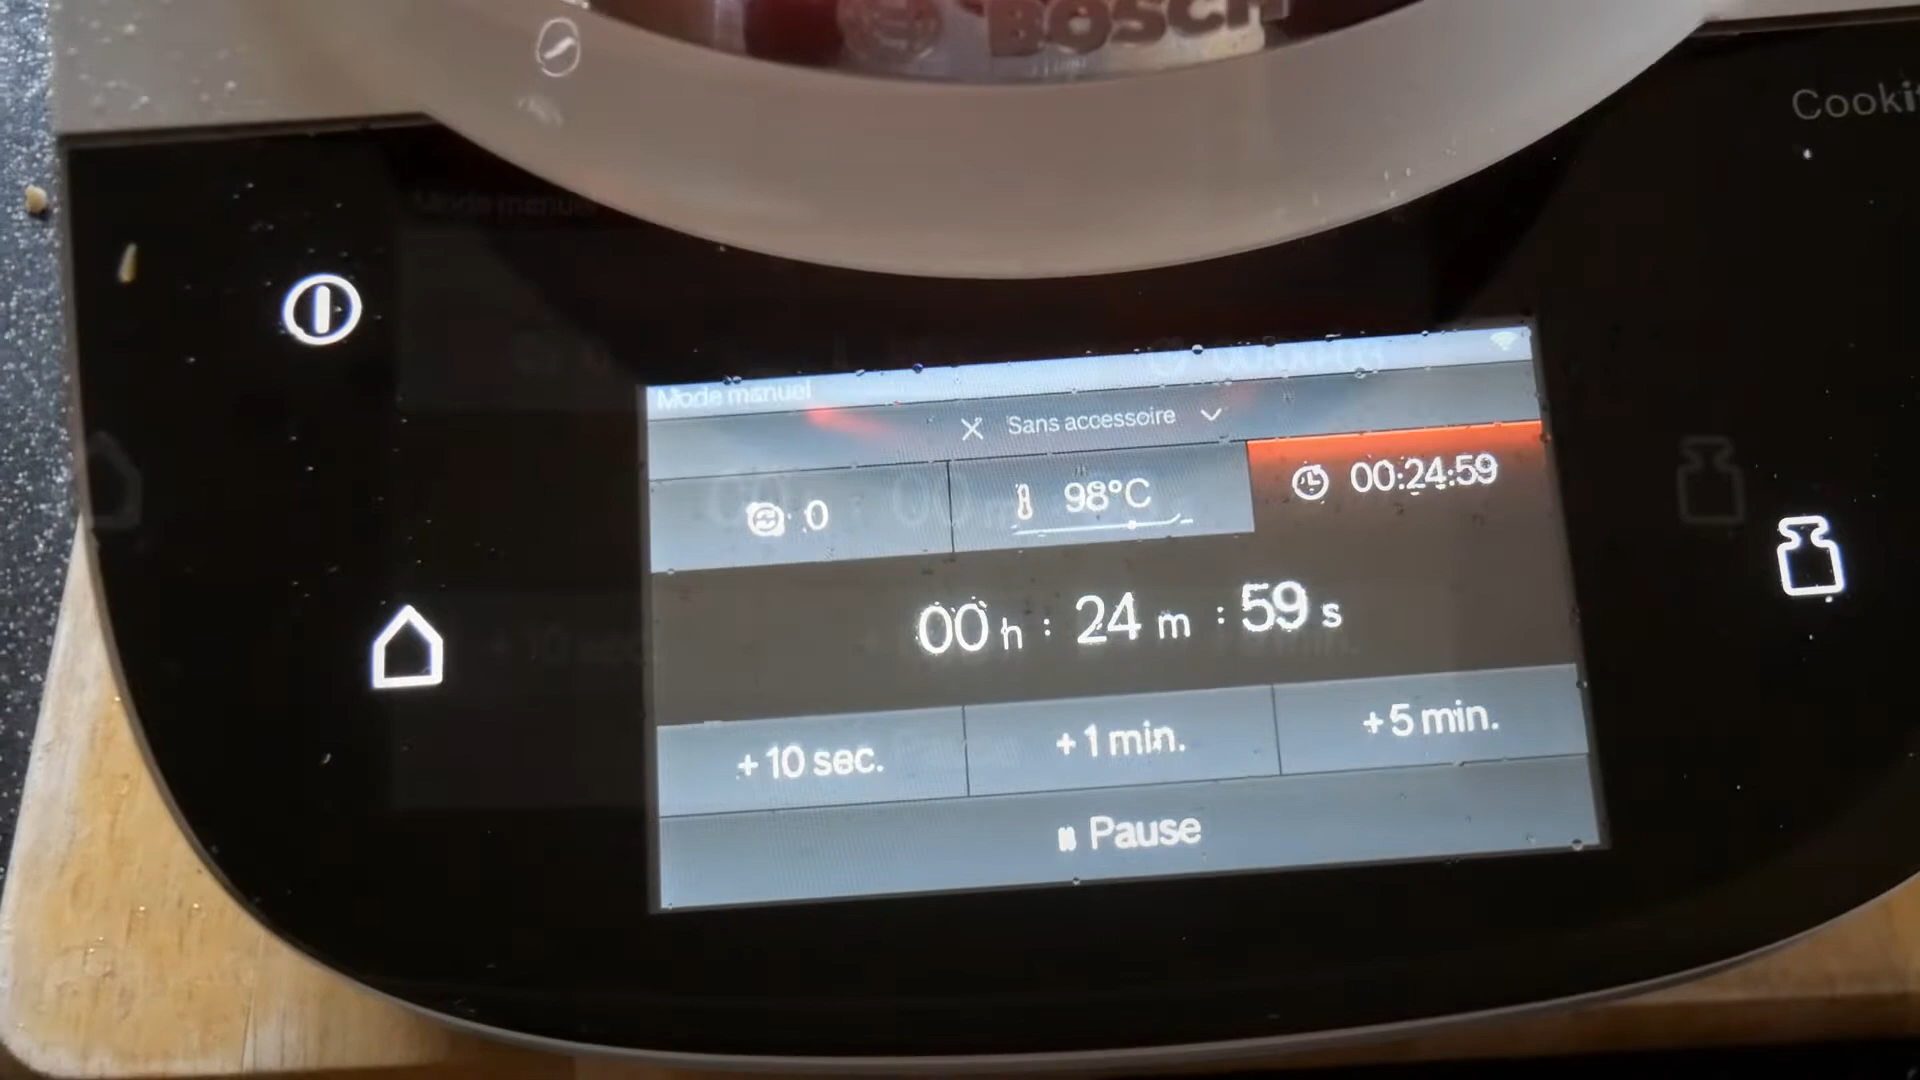 BOSCH
Cookit
Mode manuel
Sans accessoire
0
98°C
00:24:59
00 h : 24 m : 59 s
+ 10 sec.
+ 1 min.
+ 5 min.
Pause